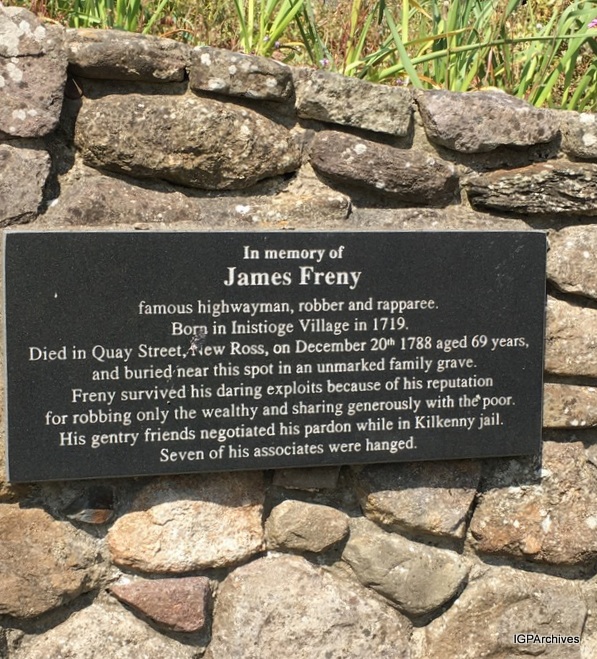 In memory of
James Freny
famous highwayman, robber and rapparee.
Born in Inistioge Village in 1719.
Died in Quay Street, New Ross, on December 20th 1788 aged 69 years,
and buried near this spot in an unmarked family grave.
Freny survived his daring exploits because of his reputation
for robbing only the wealthy and sharing generously with the poor.
His gentry friends negotiated his pardon while in Kilkenny jail.
Seven of his associates were hanged.
IGPArchives